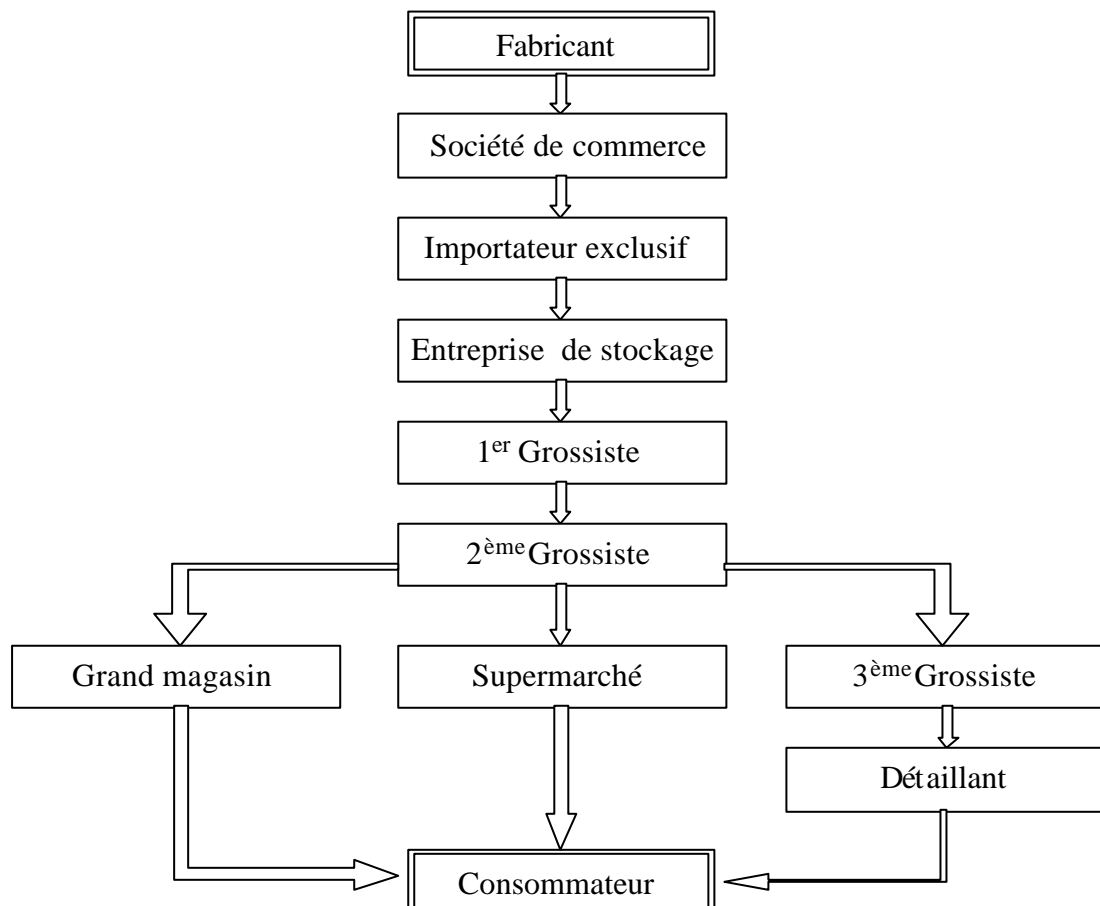 Fabricant
Société de commerce
Importateur exclusif
Entreprise de stockage
1er Grossiste
2ème Grossiste
Grand magasin
Supermarché
3ème Grossiste
Détaillant
Consommateur